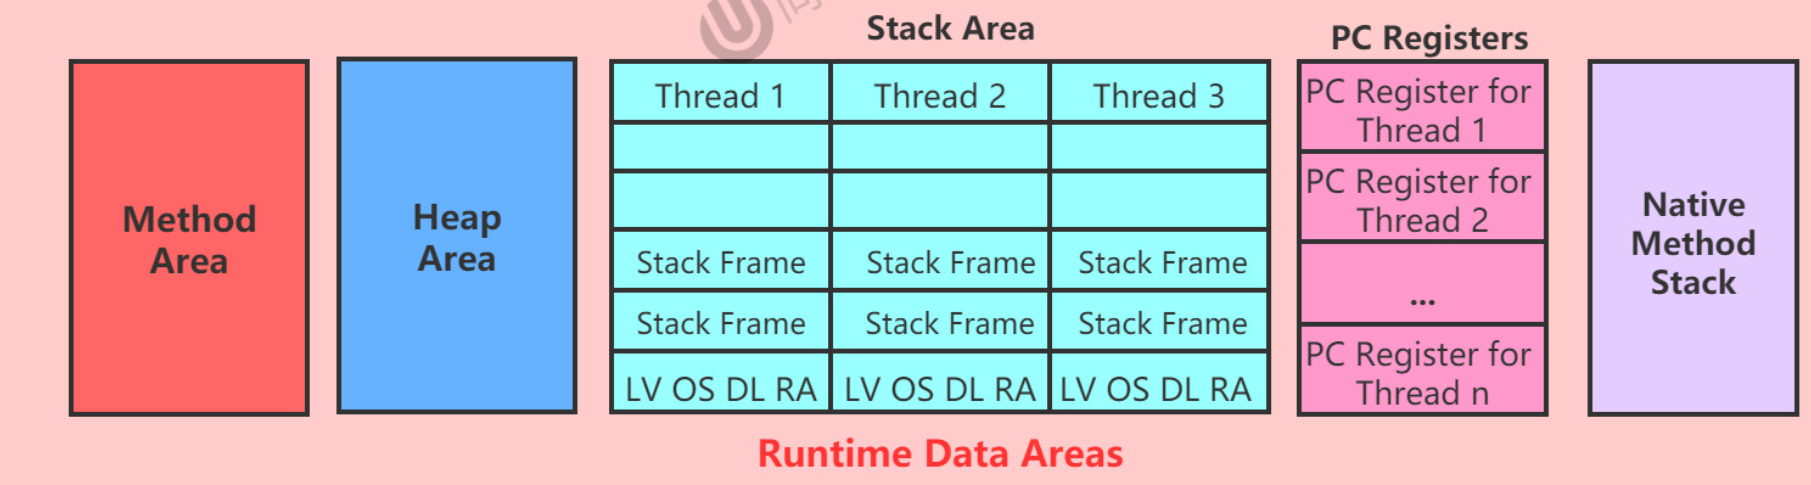 Stack Area
PC Registers
Method
Area
Heap
Area
Thread 1
Thread 2
Thread 3
Stack Frame
Stack Frame
Stack Frame
Stack Frame
Stack Frame
Stack Frame
LV OS DL RA
LV OS DL RA
LV OS DL RA
PC Register for
Thread 1
PC Register for
Thread 2
...
PC Register for
Thread n
Native
Method
Stack
Runtime Data Areas